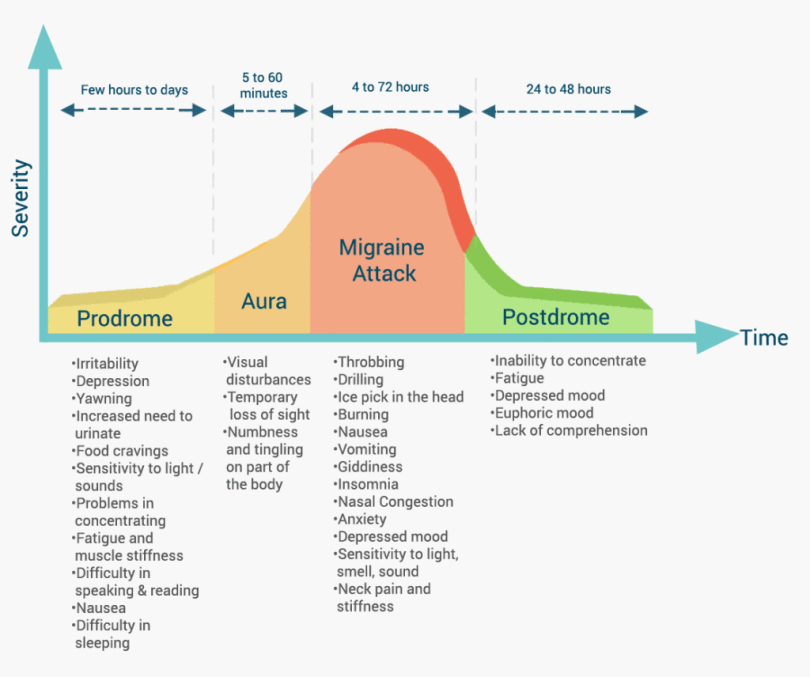 Few hours to days
5 to 60
minutes
4 to 72 hours
24 to 48 hours
Severity
Prodrome
Aura
Migraine
Attack
Postdrome
Time
•Irritability
•Depression
•Yawning
•Increased need to
urinate
•Food cravings
•Sensitivity to light /
sounds
•Problems in
concentrating
•Fatigue and
muscle stiffness
•Difficulty in
speaking & reading
•Nausea
•Difficulty in
sleeping
•Visual
disturbances
•Temporary
loss of sight
•Numbness
and tingling
on part of
the body
•Throbbing
•Drilling
•Ice pick in the head
•Burning
•Nausea
•Vomiting
•Giddiness
•Insomnia
•Nasal Congestion
•Anxiety
•Depressed mood
•Sensitivity to light,
smell, sound
•Neck pain and
stiffness
•Inability to concentrate
•Fatigue
•Depressed mood
•Euphoric mood
•Lack of comprehension